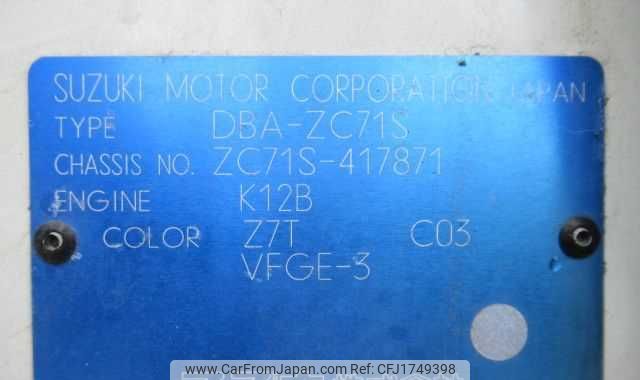 SUZUKI MOTOR CORPORATION JAPAN
TYPE DBA-ZC71S
CHASSIS NO. ZC71S-417871
ENGINE K12B
COLOR Z7T C03
VFGE-3
www.CarFromJapan.com - ID CFJ1749398